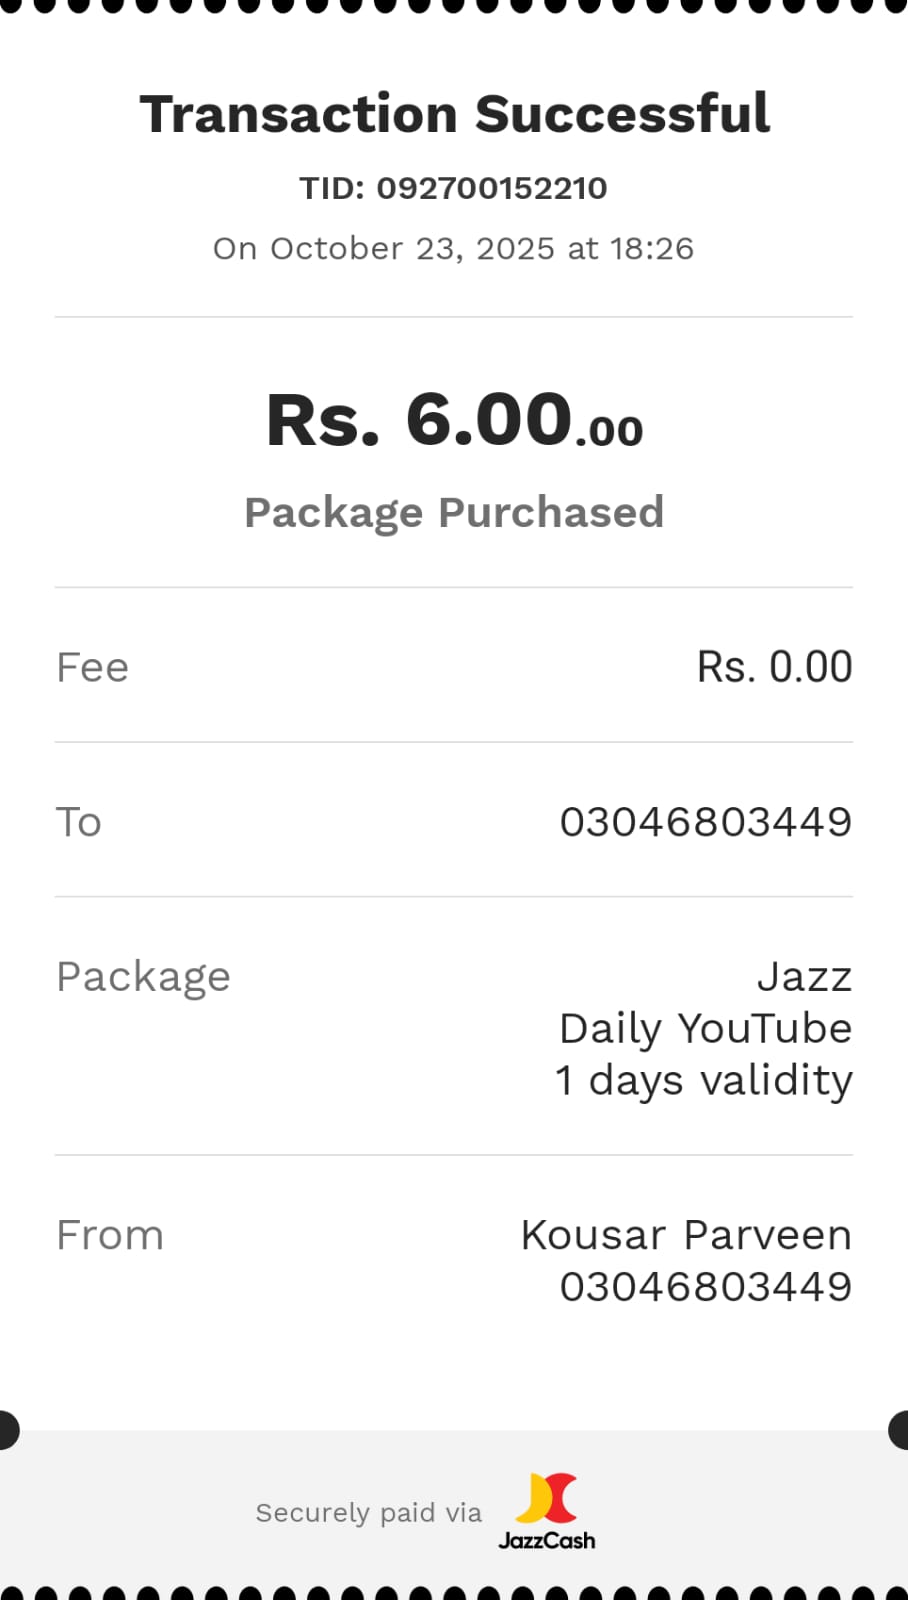 Transaction Successful
TID: 092700152210
On October 23, 2025 at 18:26
Rs. 6.00.00
Package Purchased
Fee Rs. 0.00
To 03046803449
Package Jazz
Daily YouTube
1 days validity
From Kousar Parveen
03046803449
Securely paid via JazzCash